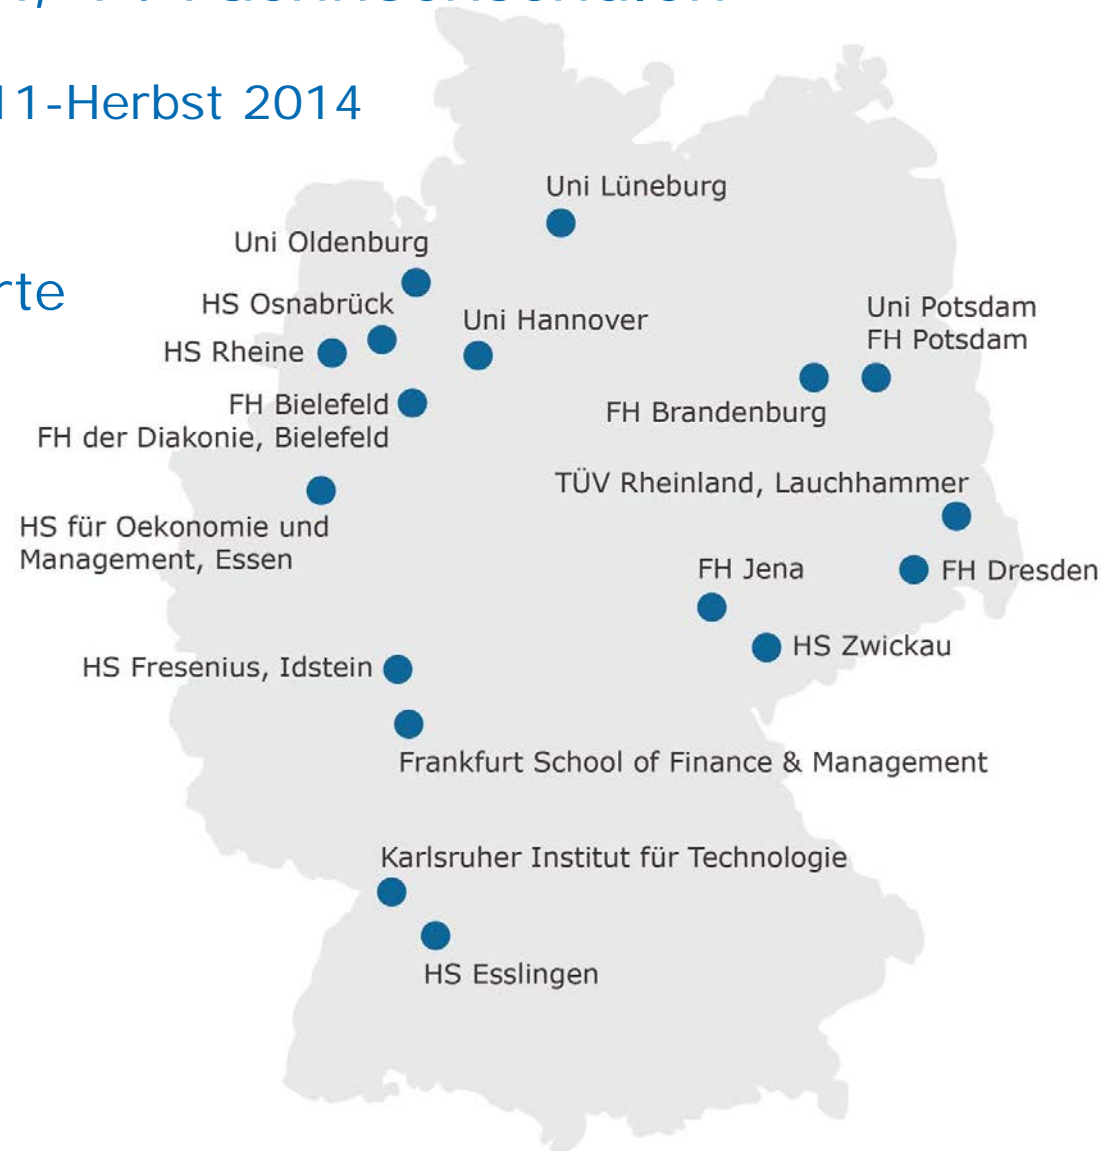 11-Herbst 2014
Uni Lüneburg
Uni Oldenburg
rte
HS Osnabrück
Uni Potsdam
Uni Hannover
FH Potsdam
HS Rheine
FH Bielefeld
FH Brandenburg
FH der Diakonie, Bielefeld
TÜV Rheinland, Lauchhammer
HS für Oekonomie und
Management, Essen
FH Jena
FH Dresden
HS Zwickau
HS Fresenius, Idstein
Frankfurt School of Finance & Management
Karlsruher Institut für Technologie
HS Esslingen